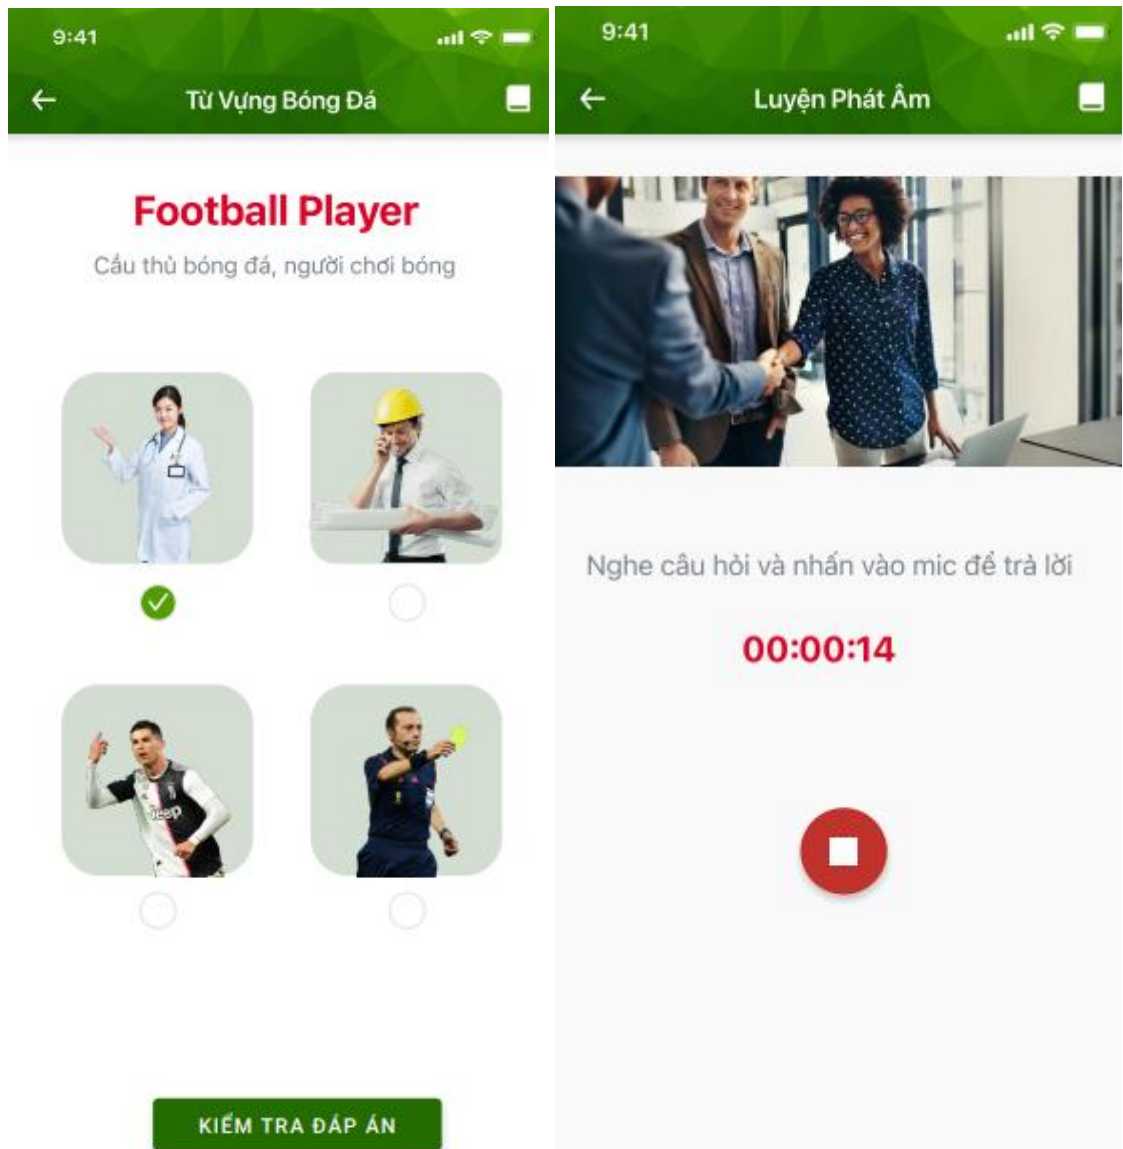 9:41
Từ Vựng Bóng Đá
Football Player
Cầu thủ bóng đá, người chơi bóng
Jeep
KIỂM TRA ĐÁP ÁN
9:41
Luyện Phát Âm
Nghe câu hỏi và nhấn vào mic để trả lời
00:00:14